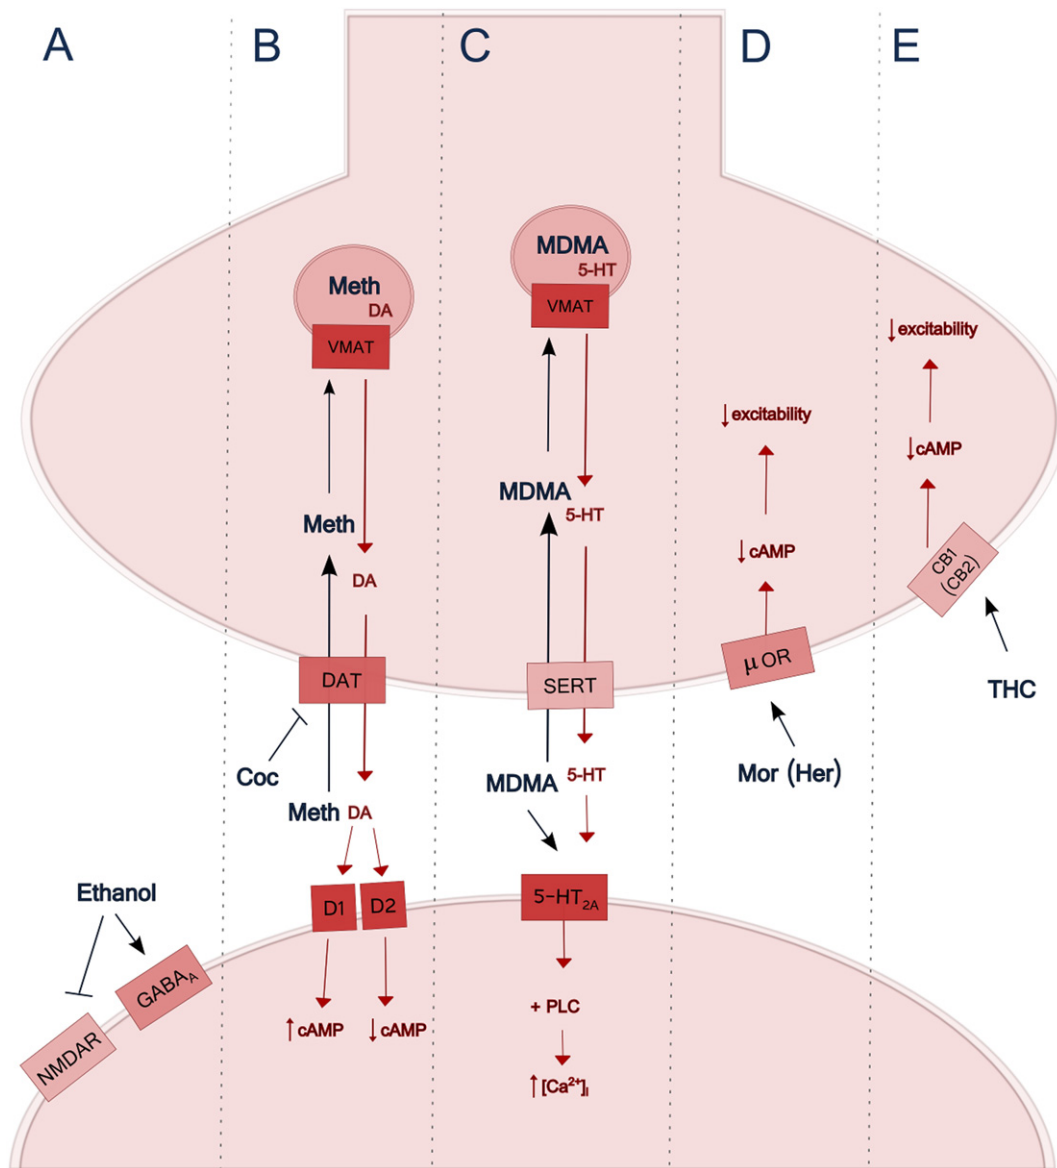 A
B
C
D
E
Meth
DA
VMAT
Meth
DA
DAT
Coc
Meth
DA
D1
D2
↑cAMP
↓cAMP
MDMA
5-HT
VMAT
MDMA
5-HT
SERT
MDMA
5-HT
5-HT2A
+ PLC
↑[Ca2+]i
↓excitability
↓cAMP
μ OR
Mor (Her)
↓excitability
↓cAMP
CB1
(CB2)
THC
Ethanol
GABAA
NMDAR